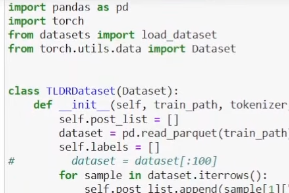 import pandas as pd
import torch
from datasets import load_dataset
from torch.utils.data import Dataset
class TLDRDataset(Dataset):
def __init__(self, train_path, tokenizer
self.post_list = []
dataset = pd.read_parquet(train_path
self.labels = []
# dataset = dataset[:100]
for sample in dataset.iterrows():
self.post_list.append(sample[1][